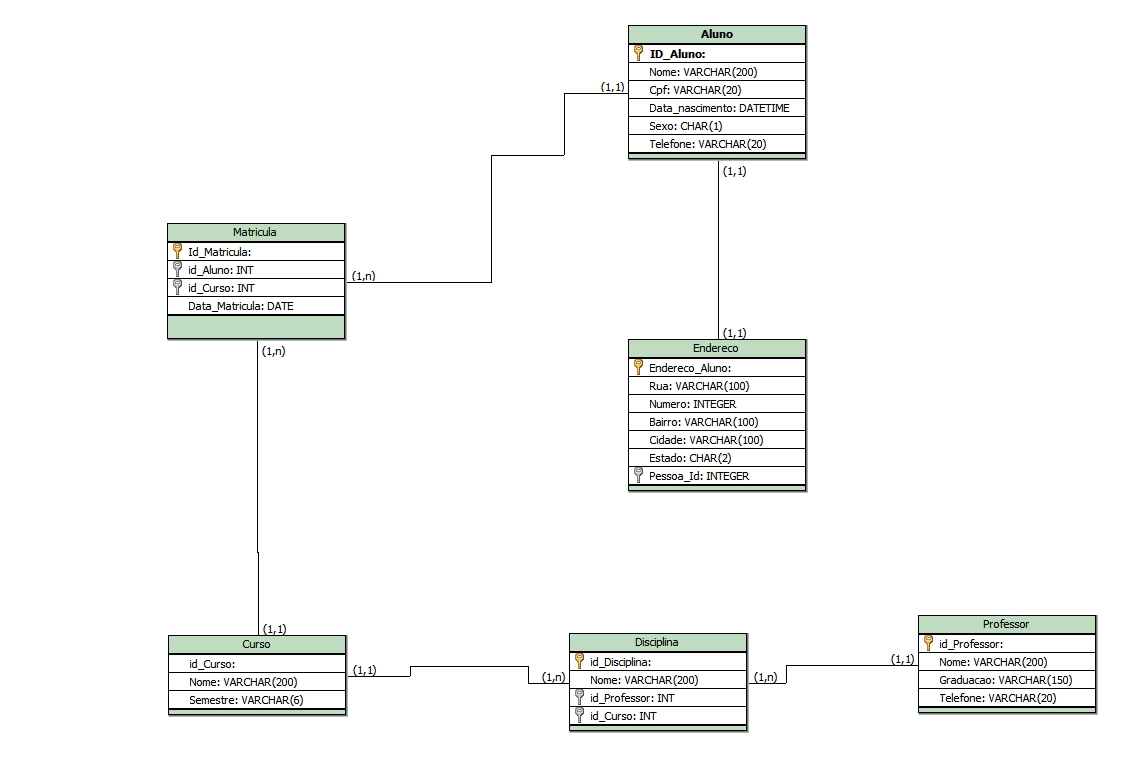 Aluno
ID_Aluno:
Nome: VARCHAR(200)
Cpf: VARCHAR(20)
Data_nascimento: DATETIME
Sexo: CHAR(1)
Telefone: VARCHAR(20)
(1,1)
(1,1)
Matricula
Id_Matricula:
id_Aluno: INT
id_Curso: INT
Data_Matricula: DATE
(1,n)
(1,n)
(1,1)
Endereco
Endereco_Aluno:
Rua: VARCHAR(100)
Numero: INTEGER
Bairro: VARCHAR(100)
Cidade: VARCHAR(100)
Estado: CHAR(2)
Pessoa_Id: INTEGER
(1,1)
Curso
id_Curso:
Nome: VARCHAR(200)
Semestre: VARCHAR(6)
(1,1)
(1,n)
Disciplina
id_Disciplina:
Nome: VARCHAR(200)
id_Professor: INT
id_Curso: INT
(1,n)
(1,1)
Professor
id_Professor:
Nome: VARCHAR(200)
Graduacao: VARCHAR(150)
Telefone: VARCHAR(20)